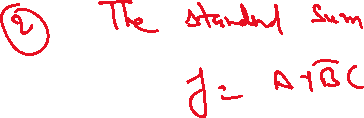 ② The standard Sum
y = A + B̅C